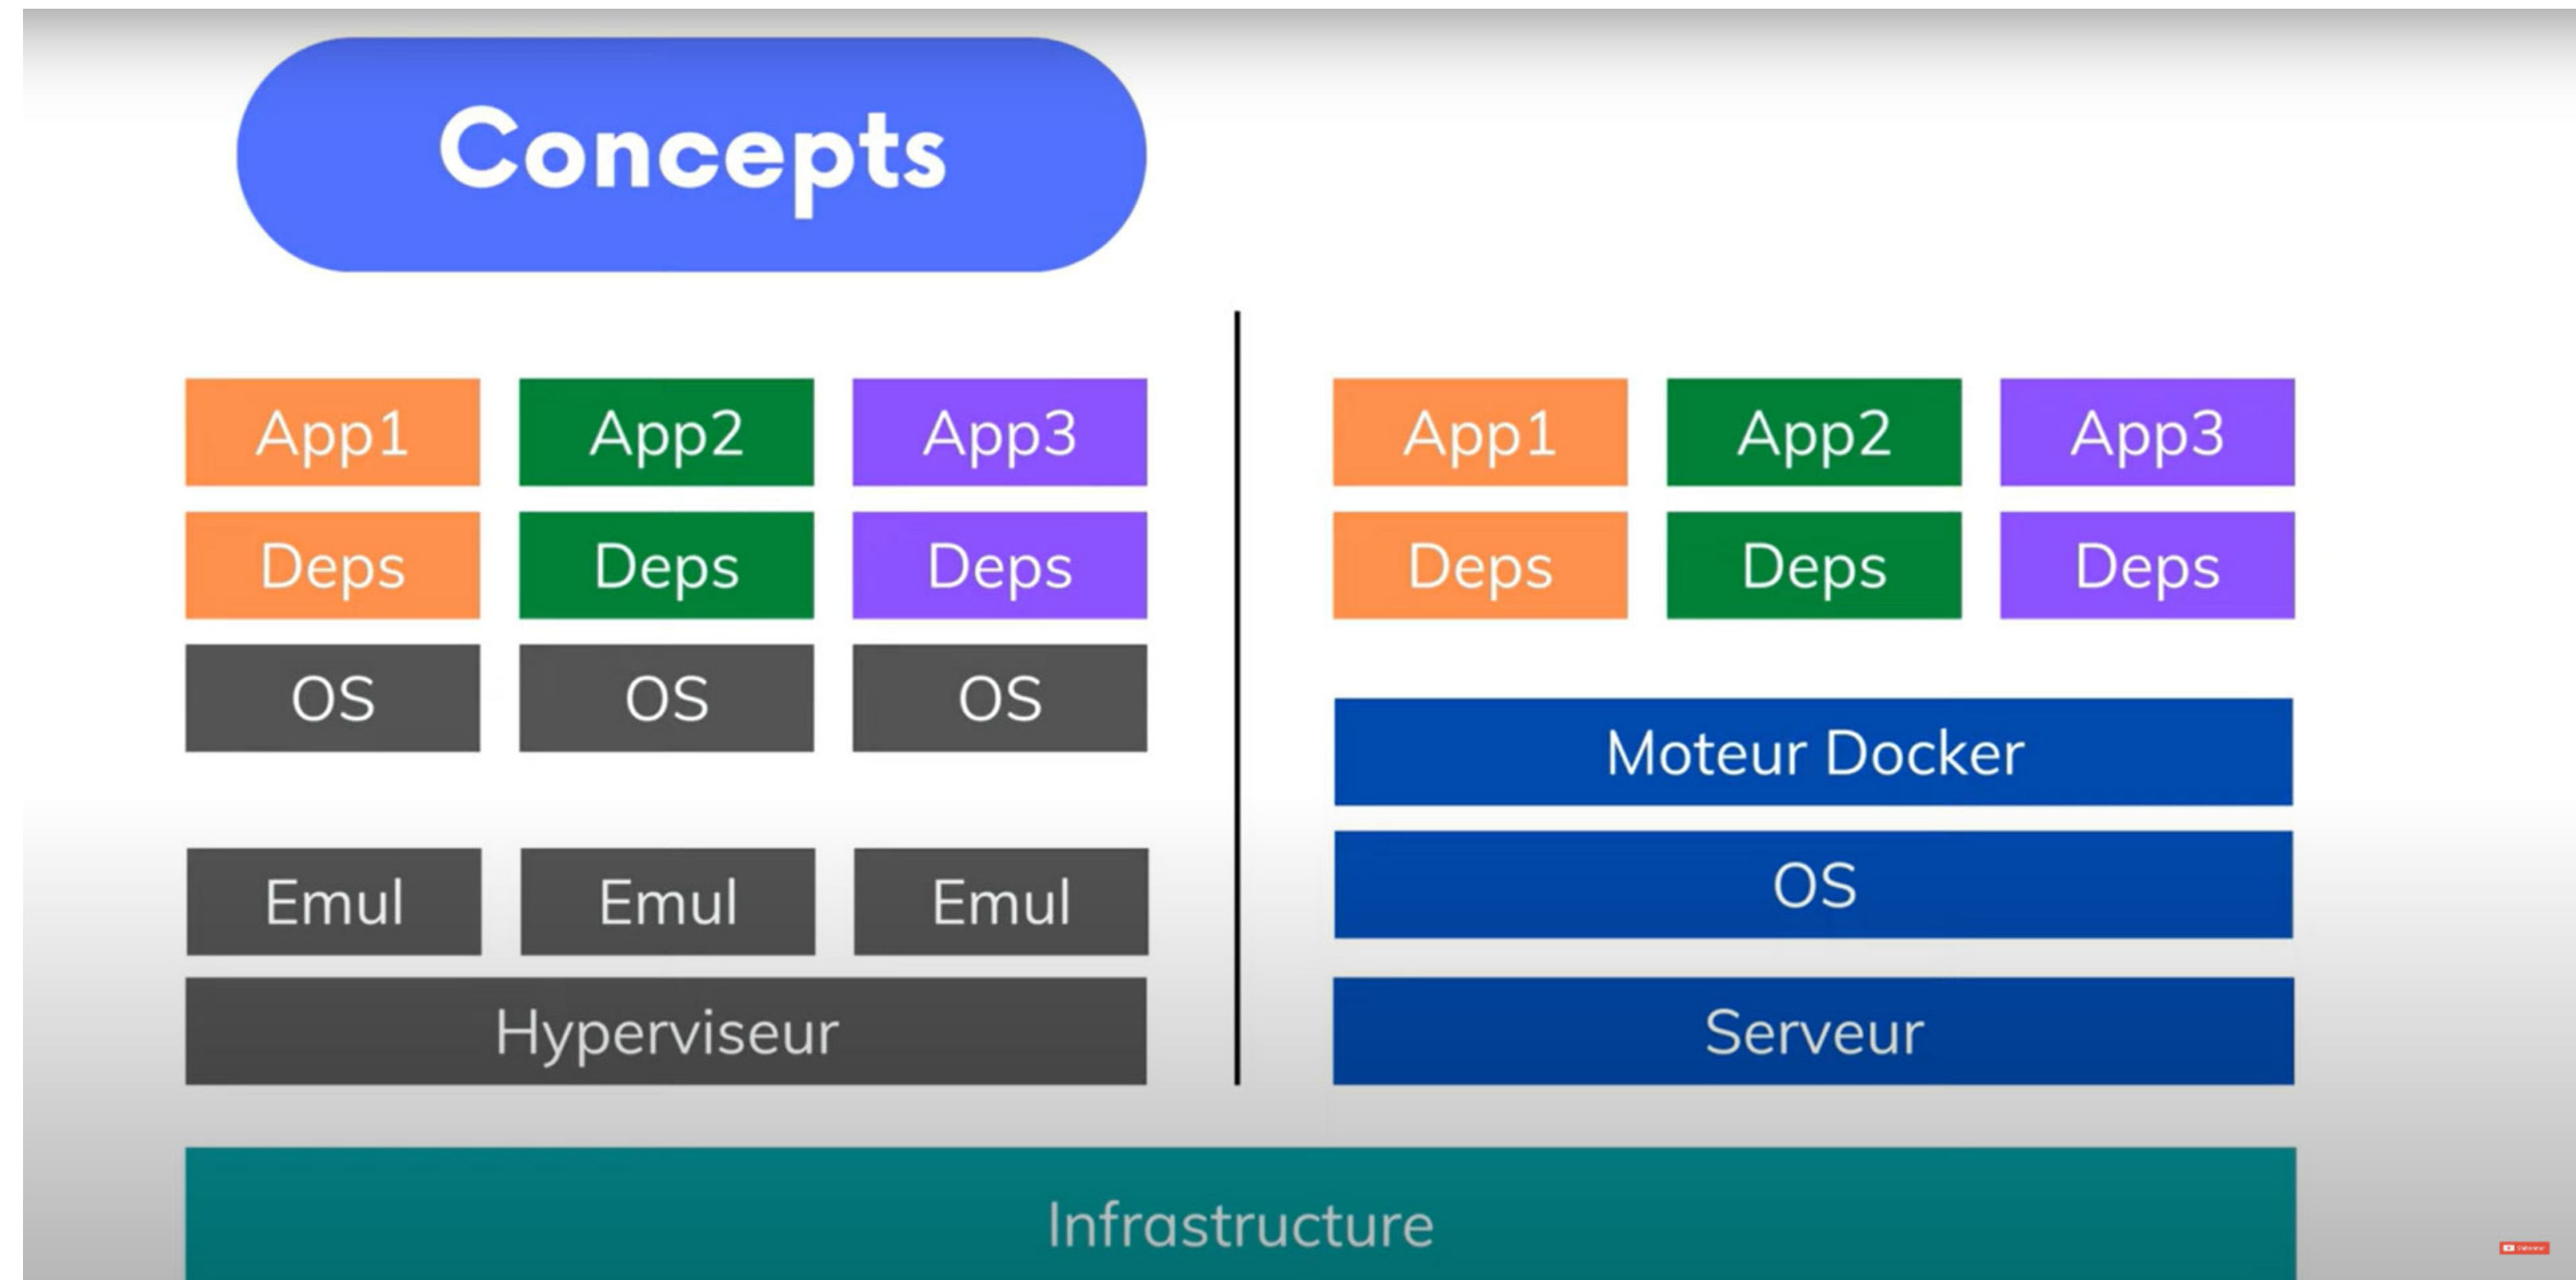 Concepts
App1 App2 App3
Deps Deps Deps
OS OS OS
Emul Emul Emul
Hyperviseur
App1 App2 App3
Deps Deps Deps
Moteur Docker
OS
Serveur
Infrastructure